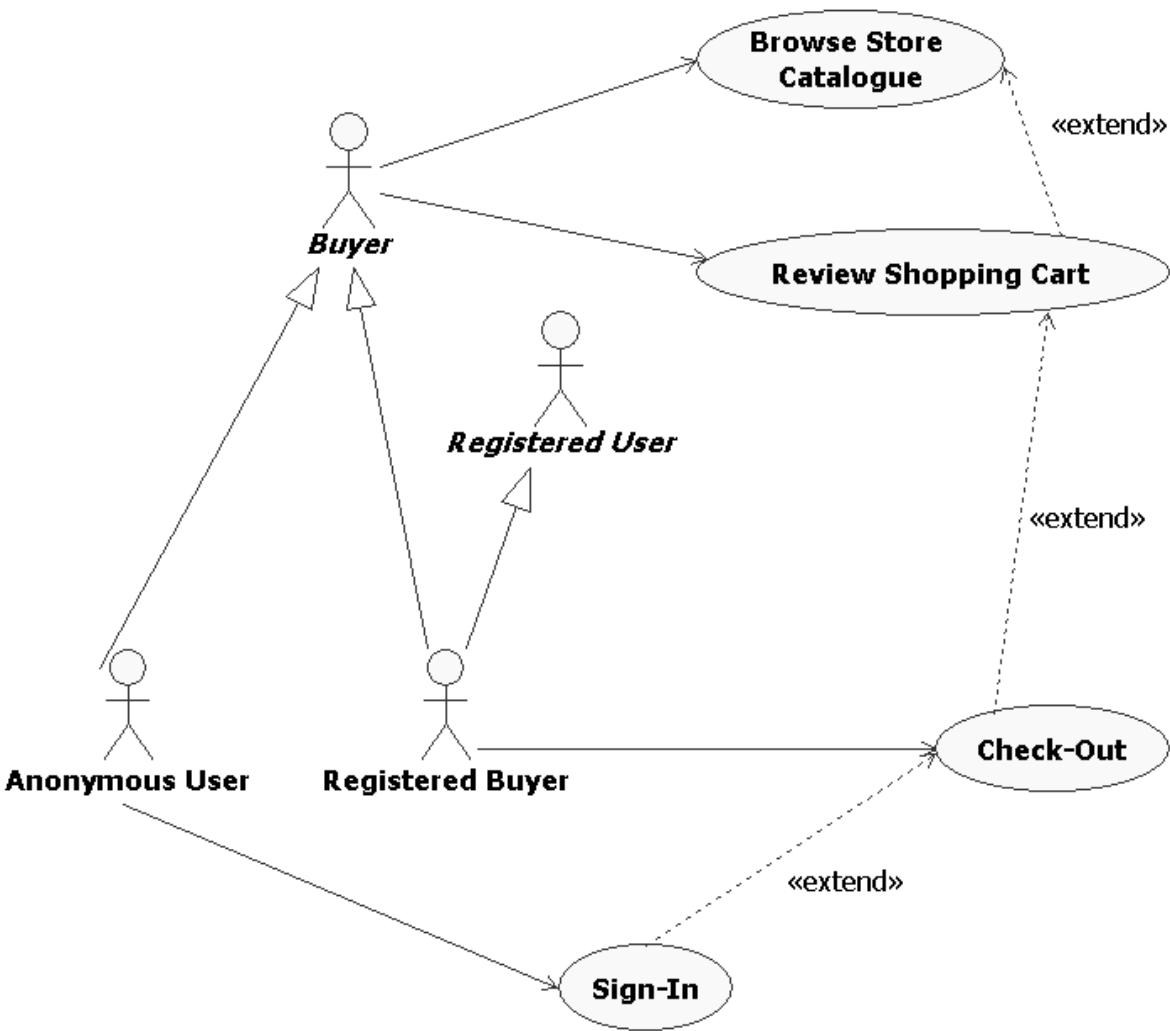 Browse Store
Catalogue
«extend»
Buyer
Review Shopping Cart
Registered User
«extend»
Check-Out
Anonymous User
Registered Buyer
«extend»
Sign-In